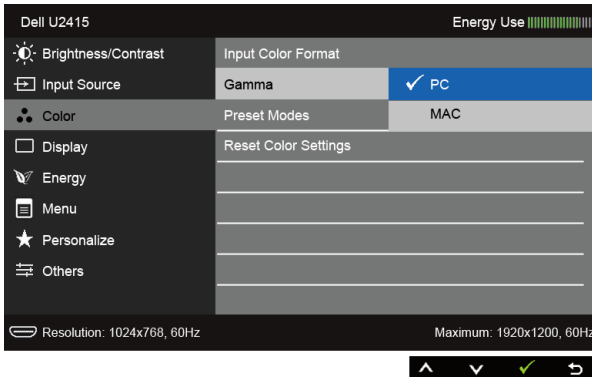 Dell U2415 Energy Use
Brightness/Contrast Input Color Format
Input Source Gamma PC
Color Preset Modes MAC
Display Reset Color Settings
Energy
Menu
Personalize
Others
Resolution: 1024x768, 60Hz Maximum: 1920x1200, 60Hz